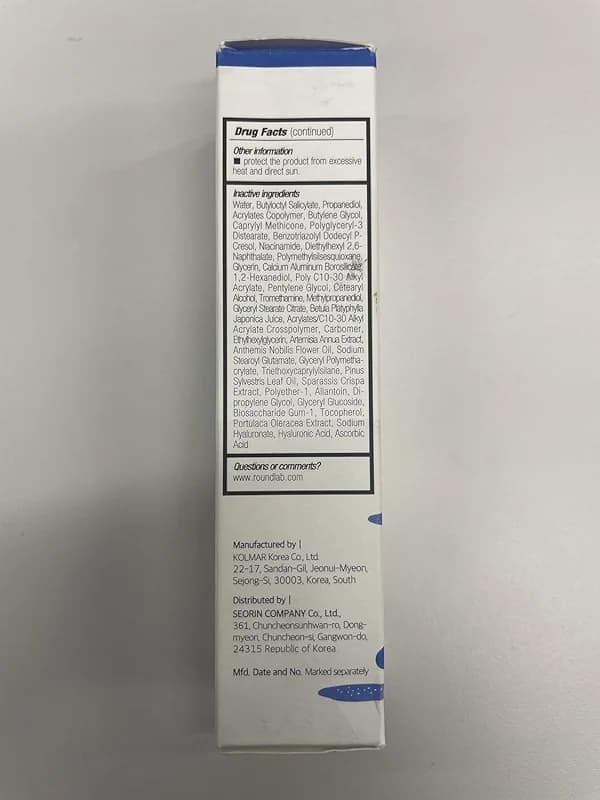 Drug Facts (continued)
Other information
■ protect the product from excessive
heat and direct sun.
Inactive ingredients
Water, Butyloctyl Salicylate, Propanediol,
Acrylates Copolymer, Butylene Glycol,
Caprylyl Methicone, Polyglyceryl-3
Distearate, Benzotriazolyl Dodecyl P-
Cresol, Niacinamide, Diethylhexyl 2,6-
Naphthalate, Polymethylsilsesquioxane,
Glycerin, Calcium Aluminum Borosilicate,
1,2-Hexanediol, Poly C10-30 Alkyl
Acrylate, Pentylene Glycol, Cetearyl
Alcohol, Tromethamine, Methylpropanediol,
Glyceryl Stearate Citrate, Betula Platyphylla
Japonica Juice, Acrylates/C10-30 Alkyl
Acrylate Crosspolymer, Carbomer,
Ethylhexylglycerin, Artemisia Annua Extract,
Anthemis Nobilis Flower Oil, Sodium
Stearoyl Glutamate, Glyceryl Polymetha-
crylate, Triethoxycaprylylsilane, Pinus
Sylvestris Leaf Oil, Sparassis Crispa
Extract, Polyether-1, Allantoin, Di-
propylene Glycol, Glyceryl Glucoside,
Biosaccharide Gum-1, Tocopherol,
Portulaca Oleracea Extract, Sodium
Hyaluronate, Hyaluronic Acid, Ascorbic
Acid
Questions or comments?
www.roundlab.com
Manufactured by |
KOLMAR Korea Co., Ltd.
22-17, Sandan-Gil, Jeonui-Myeon,
Sejong-Si, 30003, Korea, South
Distributed by |
SEORIN COMPANY Co., Ltd.,
361, Chuncheonsunhwan-ro, Dong-
myeon, Chuncheon-si, Gangwon-do,
24315 Republic of Korea
Mfd. Date and No. Marked separately